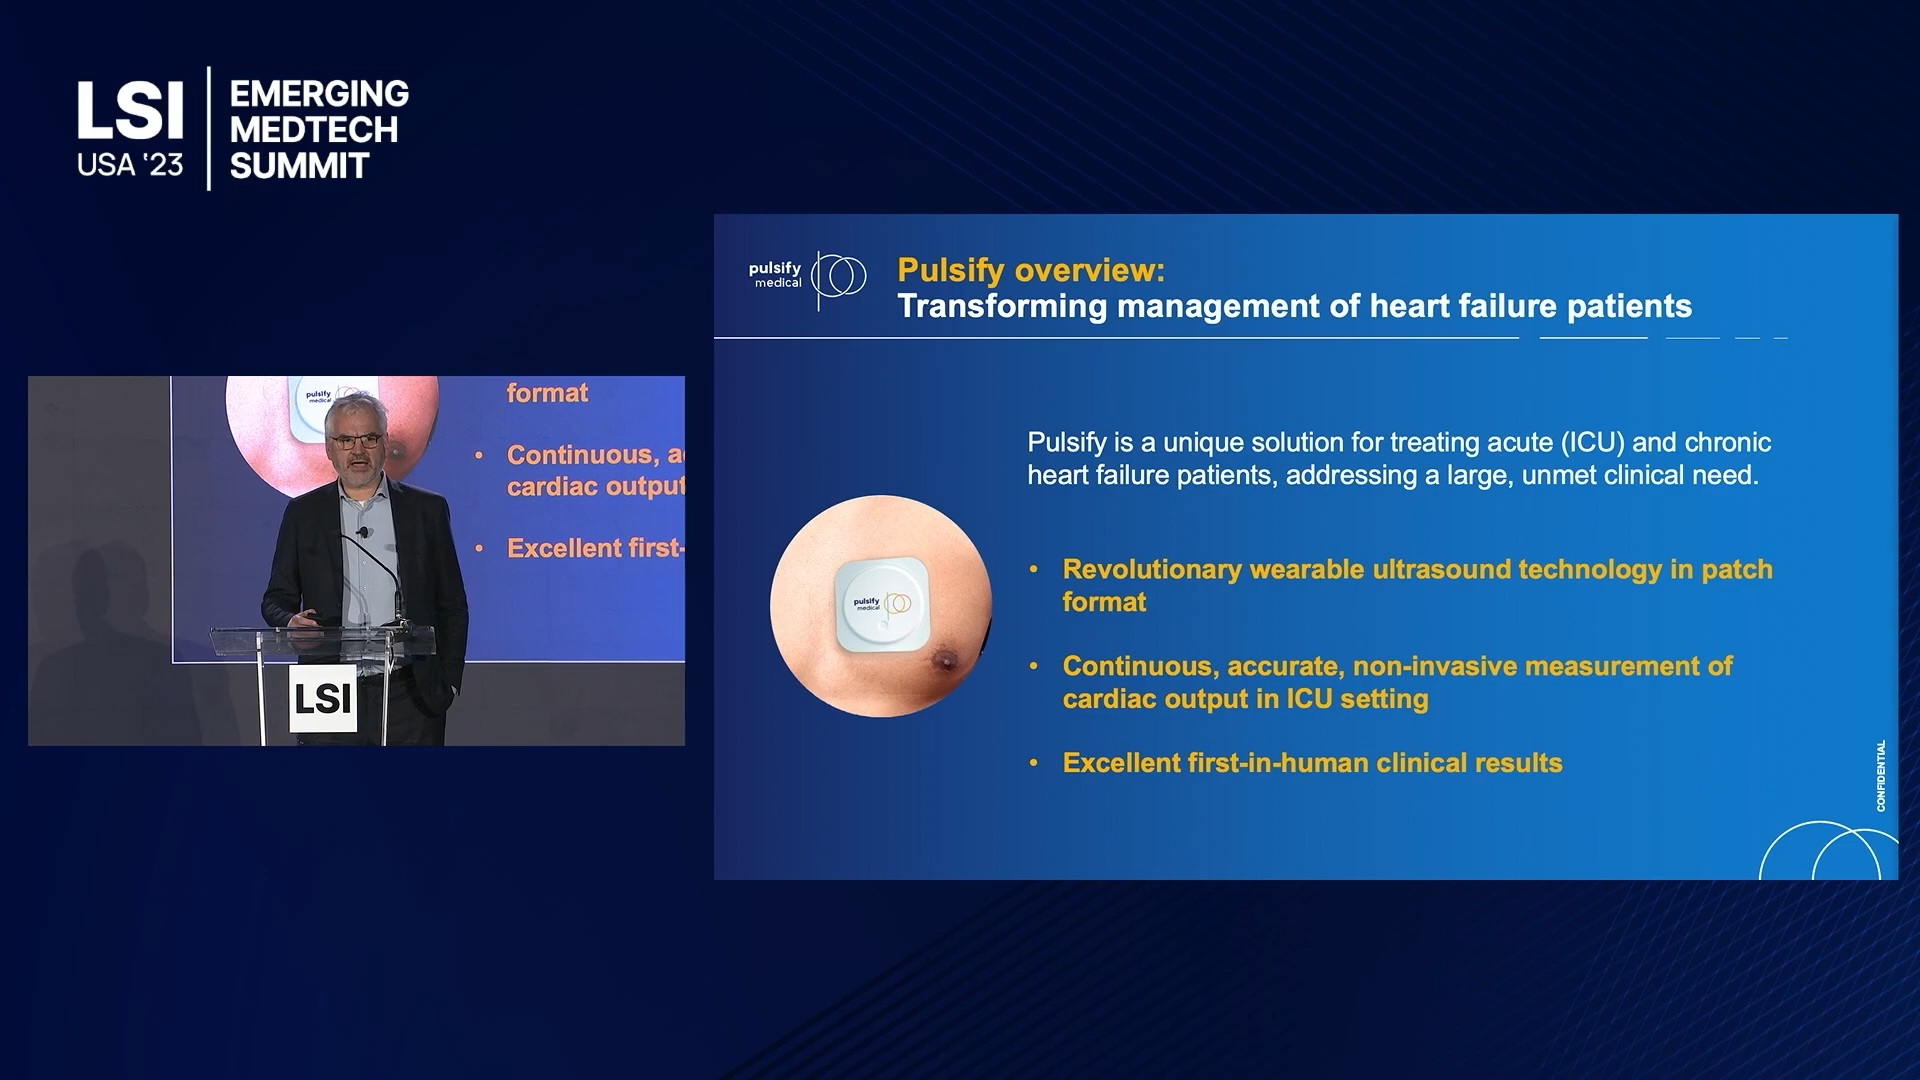 LSI
USA '23
EMERGING
MEDTECH
SUMMIT
pulsify
medical
Pulsify overview:
Transforming management of heart failure patients
Pulsify is a unique solution for treating acute (ICU) and chronic
heart failure patients, addressing a large, unmet clinical need.
pulsify
medical
• Revolutionary wearable ultrasound technology in patch
format
• Continuous, accurate, non-invasive measurement of
cardiac output in ICU setting
• Excellent first-in-human clinical results
CONFIDENTIAL
pulsify
medical
format
• Continuous, a
cardiac output
• Excellent first-
LSI